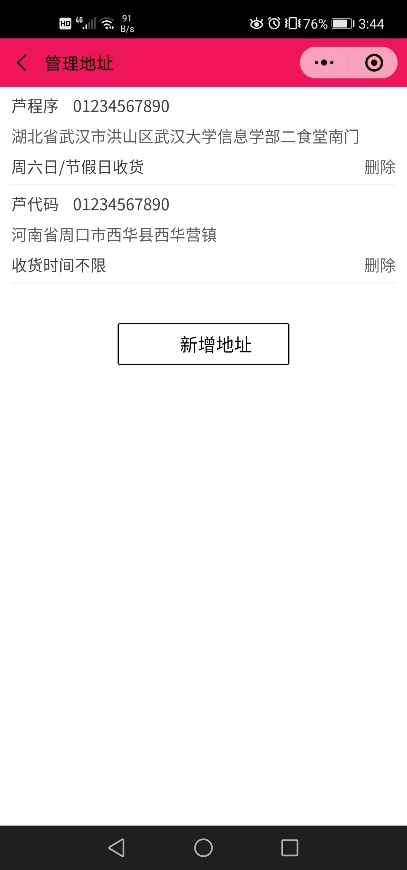 HD 4G 91 B/s 76% 3:44
管理地址
芦程序 01234567890
湖北省武汉市洪山区武汉大学信息学部二食堂南门
周六日/节假日收货 删除
芦代码 01234567890
河南省周口市西华县西华营镇
收货时间不限 删除
新增地址